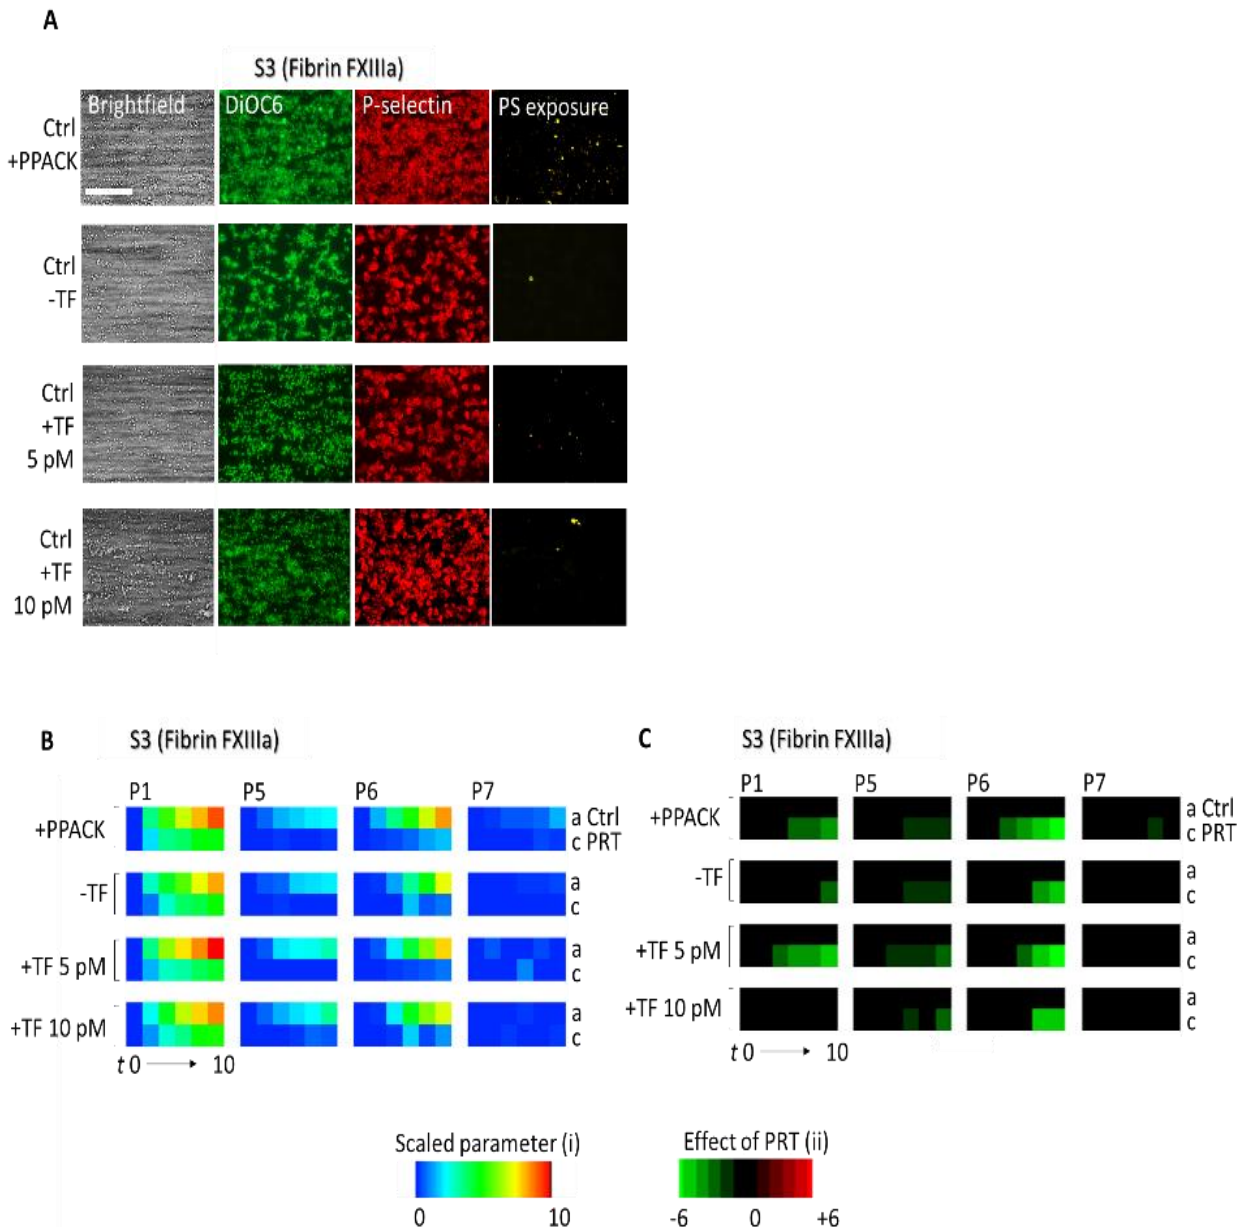 A
S3 (Fibrin FXIIIa)
Brightfield DiOC6 P-selectin PS exposure
Ctrl
+PPACK
Ctrl
-TF
Ctrl
+TF
5 pM
Ctrl
+TF
10 pM
B S3 (Fibrin FXIIIa)
P1 P5 P6 P7
+PPACK a Ctrl
c PRT
-TF a
c
+TF 5 pM a
c
+TF 10 pM a
c
t 0 → 10
C S3 (Fibrin FXIIIa)
P1 P5 P6 P7
+PPACK a Ctrl
c PRT
-TF a
c
+TF 5 pM a
c
+TF 10 pM a
c
t 0 → 10
Scaled parameter (i)
0 10
Effect of PRT (ii)
-6 0 +6